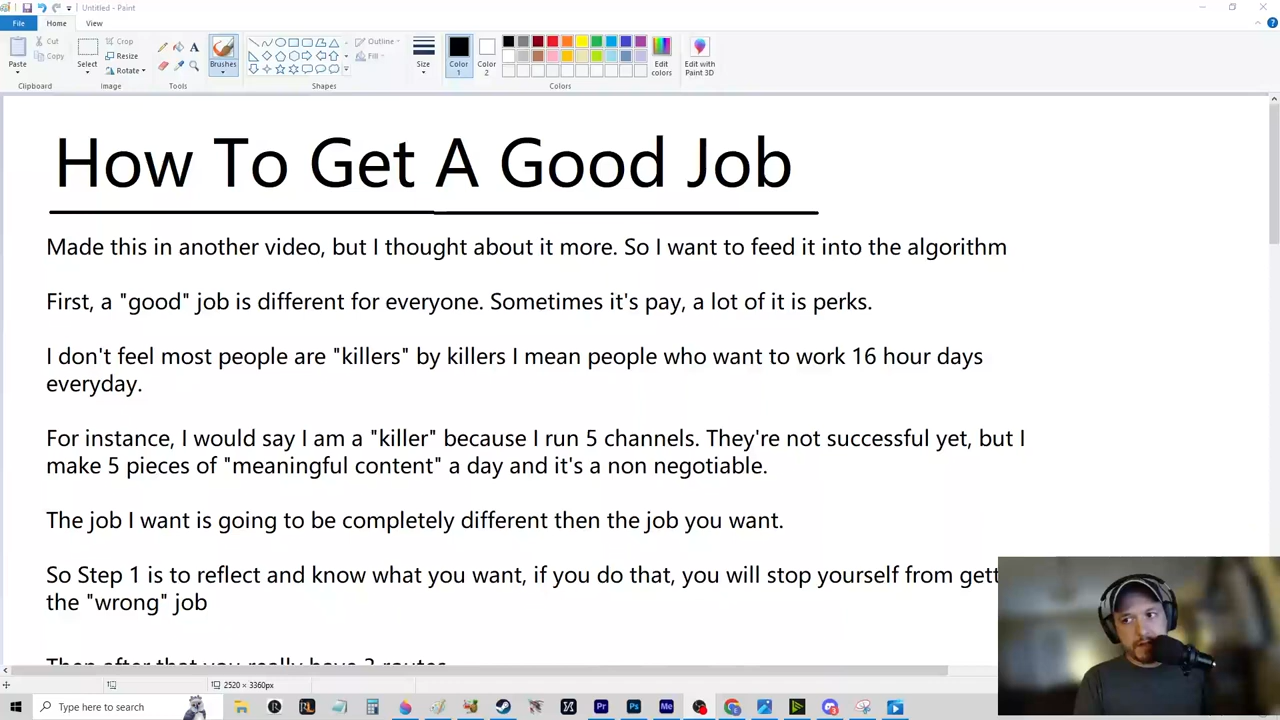 Untitled - Paint
File
Home
View
Paste
Cut
Copy
Clipboard
Select
Crop
Resize
Rotate
Image
Tools
Brushes
Outline
Fill
Shapes
Size
Color 1
Color 2
Edit colors
Colors
Edit with Paint 3D
How To Get A Good Job
Made this in another video, but I thought about it more. So I want to feed it into the algorithm
First, a "good" job is different for everyone. Sometimes it's pay, a lot of it is perks.
I don't feel most people are "killers" by killers I mean people who want to work 16 hour days
everyday.
For instance, I would say I am a "killer" because I run 5 channels. They're not successful yet, but I
make 5 pieces of "meaningful content" a day and it's a non negotiable.
The job I want is going to be completely different then the job you want.
So Step 1 is to reflect and know what you want, if you do that, you will stop yourself from gett
the "wrong" job
Then after that you really have 3 routes
2520 × 3360px
Type here to search